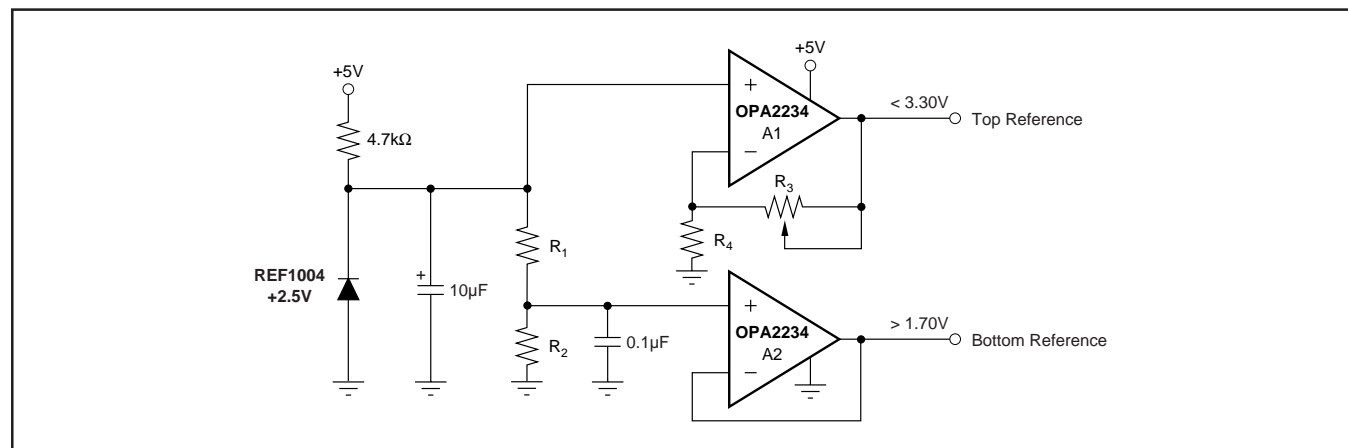 +5V
4.7kΩ
REF1004
+2.5V
+
10µF
R1
R2
0.1µF
+5V
+
OPA2234
A1
–
< 3.30V
Top Reference
R3
R4
+
OPA2234
A2
–
> 1.70V
Bottom Reference